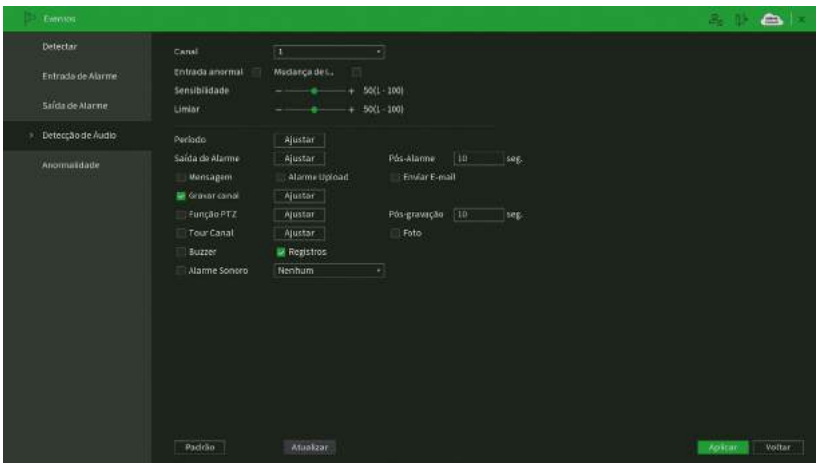 Eventos
Detectar
Entrada de Alarme
Saída de Alarme
Detecção de Áudio
Anormalidade
Canal 1
Entrada anormal Mudança de i..
Sensibilidade - + 50(1 - 100)
Limiar - + 50(1 - 100)
Período Ajustar
Saída de Alarme Ajustar Pós-Alarme 10 seg.
Mensagem Alarme Upload Enviar E-mail
Gravar canal Ajustar
Função PTZ Ajustar Pós-gravação 10 seg.
Tour Canal Ajustar Foto
Buzzer Registros
Alarme Sonoro Nenhum
Padrão Atualizar Aplicar Voltar